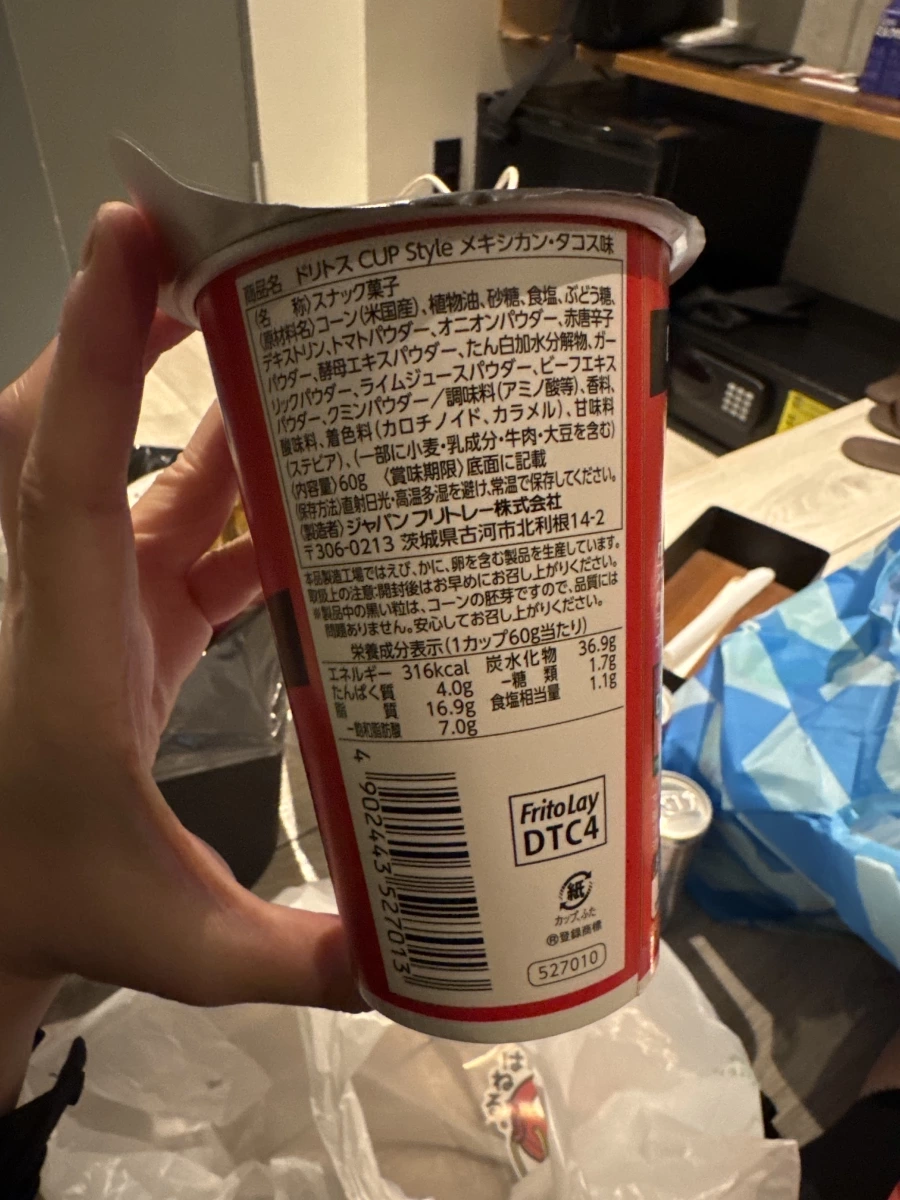 商品名 ドリトス CUP Style メキシカン・タコス味
〈名 称〉スナック菓子
〈原材料名〉コーン(米国産)、植物油、砂糖、食塩、ぶどう糖、
デキストリン、トマトパウダー、オニオンパウダー、赤唐辛子
パウダー、酵母エキスパウダー、たん白加水分解物、ガー
リックパウダー、ライムジュースパウダー、ビーフエキス
パウダー、クミンパウダー/調味料(アミノ酸等)、香料、
酸味料、着色料(カロチノイド、カラメル)、甘味料
(ステビア)、(一部に小麦・乳成分・牛肉・大豆を含む)
〈内容量〉60g 〈賞味期限〉底面に記載
〈保存方法〉直射日光・高温多湿を避け、常温で保存してください。
〈製造者〉ジャパン フリトレー株式会社
〒306-0213 茨城県古河市北利根14-2
本品製造工場ではえび、かに、卵を含む製品を生産しています。
取扱上の注意:開封後はお早めにお召し上がりください。
※製品中の黒い粒は、コーンの胚芽ですので、品質には
問題ありません。安心してお召し上がりください。
栄養成分表示(1カップ60g当たり)
エネルギー 316kcal 炭水化物 36.9g
たんぱく質 4.0g -糖 類 1.7g
脂 質 16.9g 食塩相当量 1.1g
-飽和脂肪酸 7.0g
4 902443 527013
FritoLay
DTC4
紙
カップ、ふた
®登録商標
527010
はねや